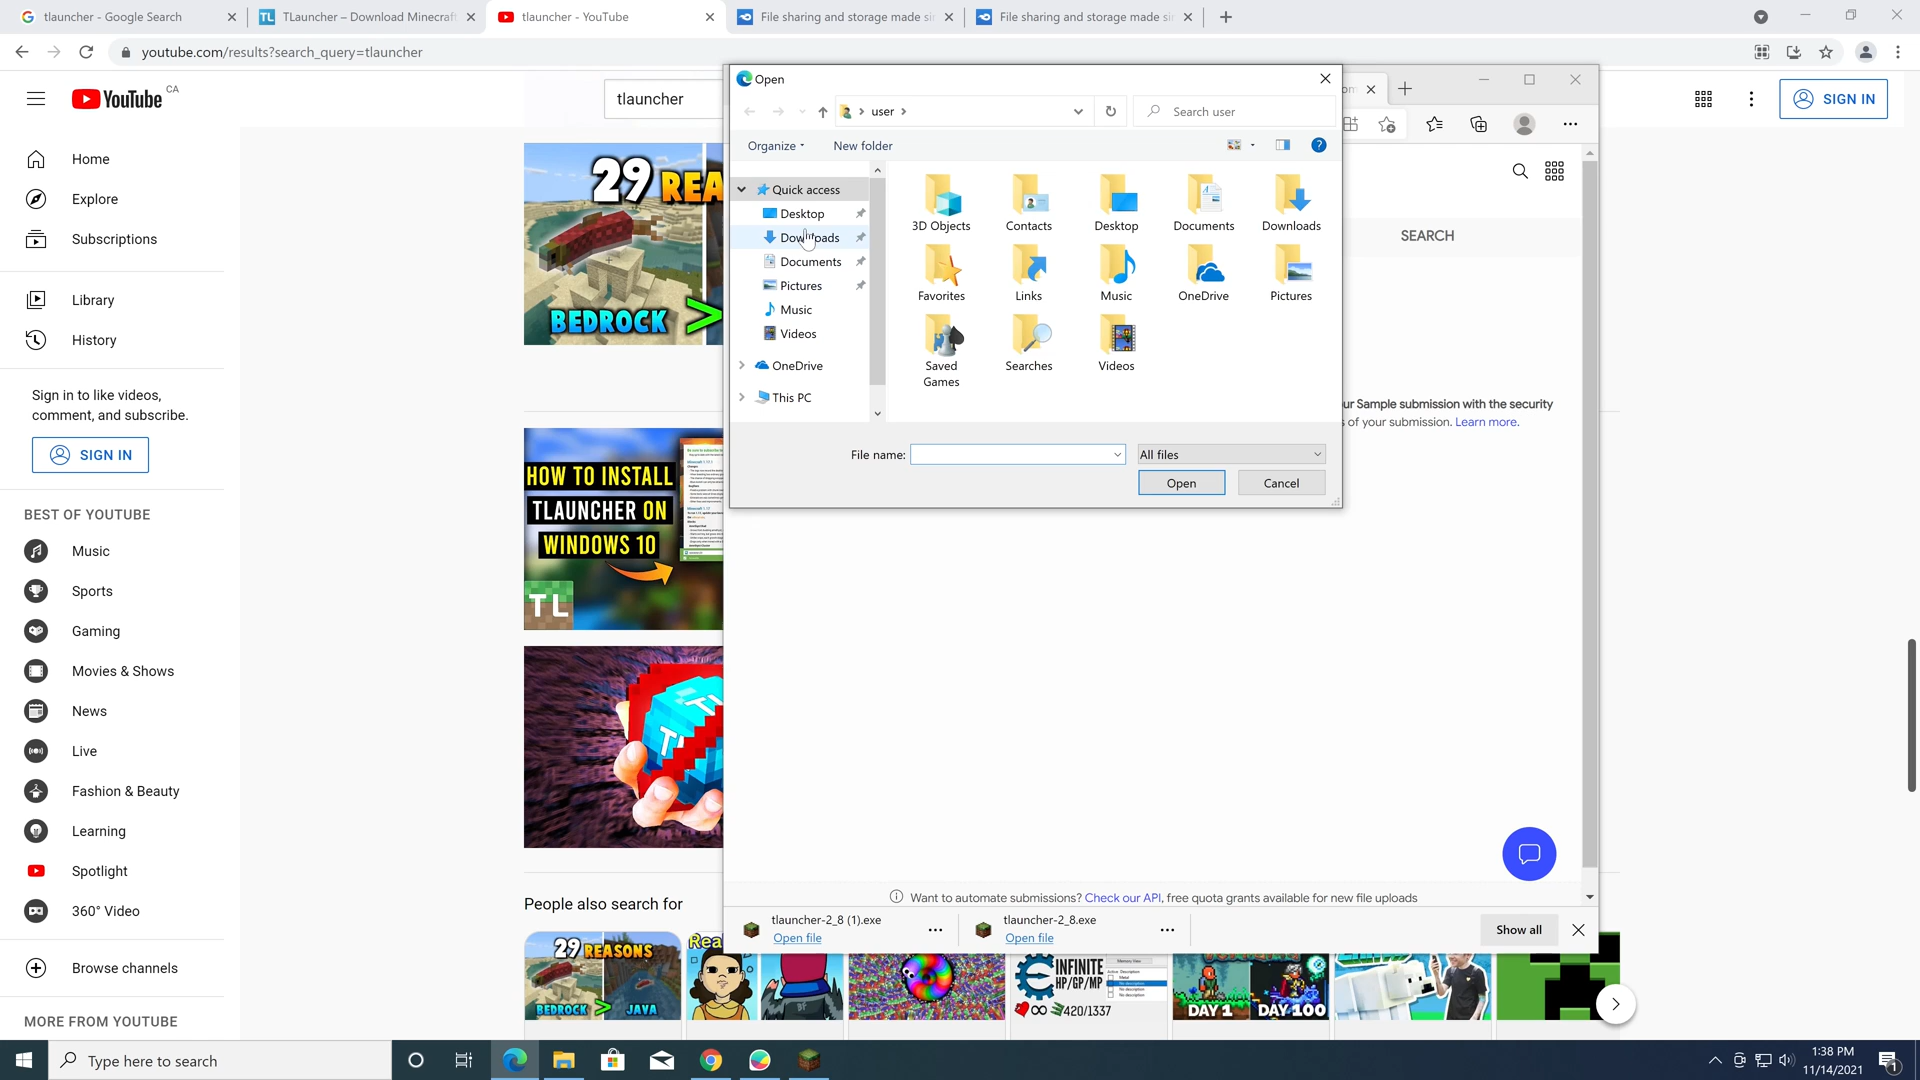 tlauncher - Google Search
TLauncher – Download Minecraft
tlauncher - YouTube
File sharing and storage made si
File sharing and storage made si
youtube.com/results?search_query=tlauncher
YouTube CA
tlauncher
SIGN IN
Home
Explore
Subscriptions
Library
History
Sign in to like videos,
comment, and subscribe.
SIGN IN
BEST OF YOUTUBE
Music
Sports
Gaming
Movies & Shows
News
Live
Fashion & Beauty
Learning
Spotlight
360° Video
Browse channels
MORE FROM YOUTUBE
29 REA
BEDROCK >
HOW TO INSTALL
TLAUNCHER ON
WINDOWS 10
TL
People also search for
29 REASONS
BEDROCK > JAVA
Rea
INFINITE
HP/GP/MP
420/1337
DAY 1 DAY 100
Open
user
Search user
Organize
New folder
Quick access
Desktop
Downloads
Documents
Pictures
Music
Videos
OneDrive
This PC
3D Objects
Contacts
Desktop
Documents
Downloads
Favorites
Links
Music
OneDrive
Pictures
Saved
Games
Searches
Videos
File name:
All files
Open
Cancel
SEARCH
ur Sample submission with the security
of your submission. Learn more.
Want to automate submissions? Check our API, free quota grants available for new file uploads
tlauncher-2_8 (1).exe
Open file
tlauncher-2_8.exe
Open file
Show all
Type here to search
1:38 PM
11/14/2021
1